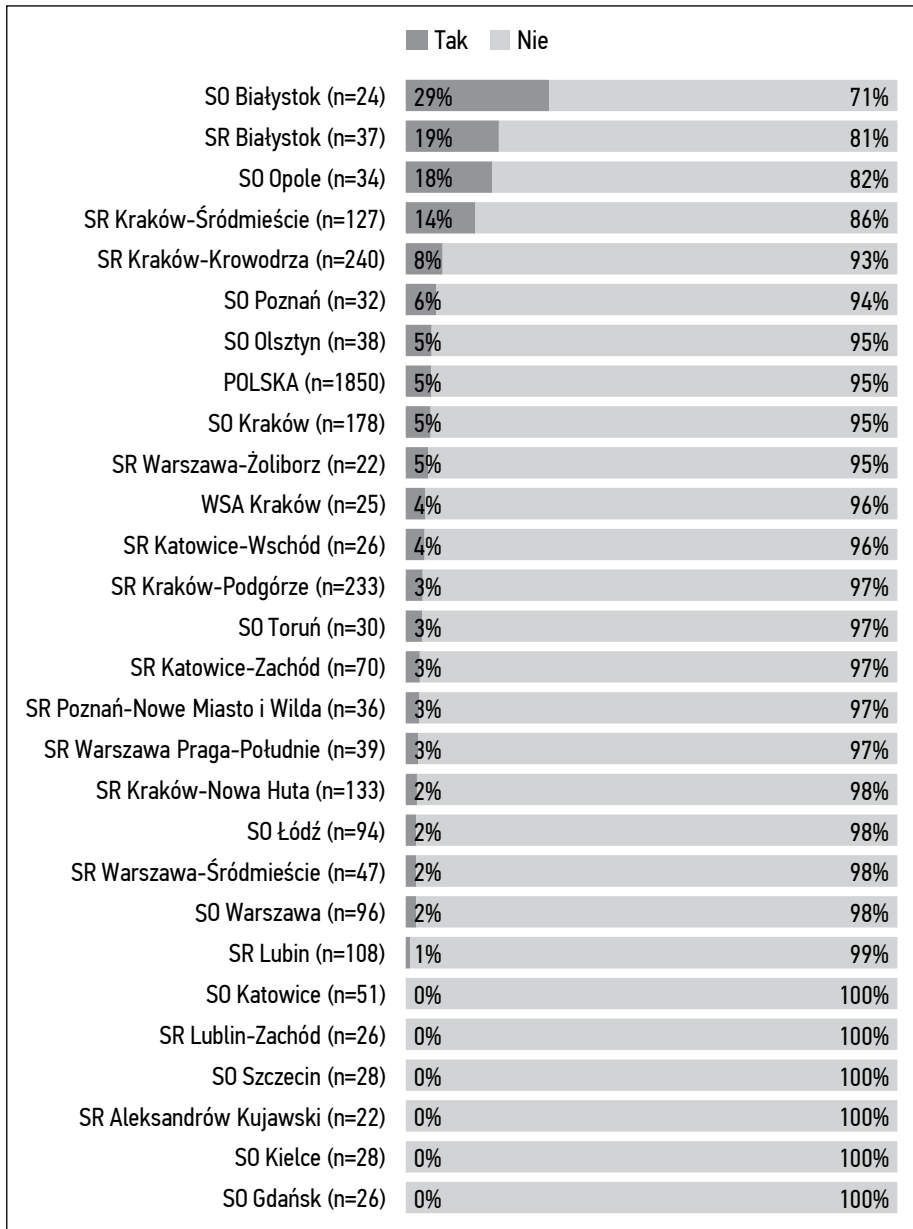 Tak Nie
SO Białystok (n=24) 29% 71%
SR Białystok (n=37) 19% 81%
SO Opole (n=34) 18% 82%
SR Kraków-Śródmieście (n=127) 14% 86%
SR Kraków-Krowodrza (n=240) 8% 93%
SO Poznań (n=32) 6% 94%
SO Olsztyn (n=38) 5% 95%
POLSKA (n=1850) 5% 95%
SO Kraków (n=178) 5% 95%
SR Warszawa-Żoliborz (n=22) 5% 95%
WSA Kraków (n=25) 4% 96%
SR Katowice-Wschód (n=26) 4% 96%
SR Kraków-Podgórze (n=233) 3% 97%
SO Toruń (n=30) 3% 97%
SR Katowice-Zachód (n=70) 3% 97%
SR Poznań-Nowe Miasto i Wilda (n=36) 3% 97%
SR Warszawa Praga-Południe (n=39) 3% 97%
SR Kraków-Nowa Huta (n=133) 2% 98%
SO Łódź (n=94) 2% 98%
SR Warszawa-Śródmieście (n=47) 2% 98%
SO Warszawa (n=96) 2% 98%
SR Lubin (n=108) 1% 99%
SO Katowice (n=51) 0% 100%
SR Lublin-Zachód (n=26) 0% 100%
SO Szczecin (n=28) 0% 100%
SR Aleksandrów Kujawski (n=22) 0% 100%
SO Kielce (n=28) 0% 100%
SO Gdańsk (n=26) 0% 100%